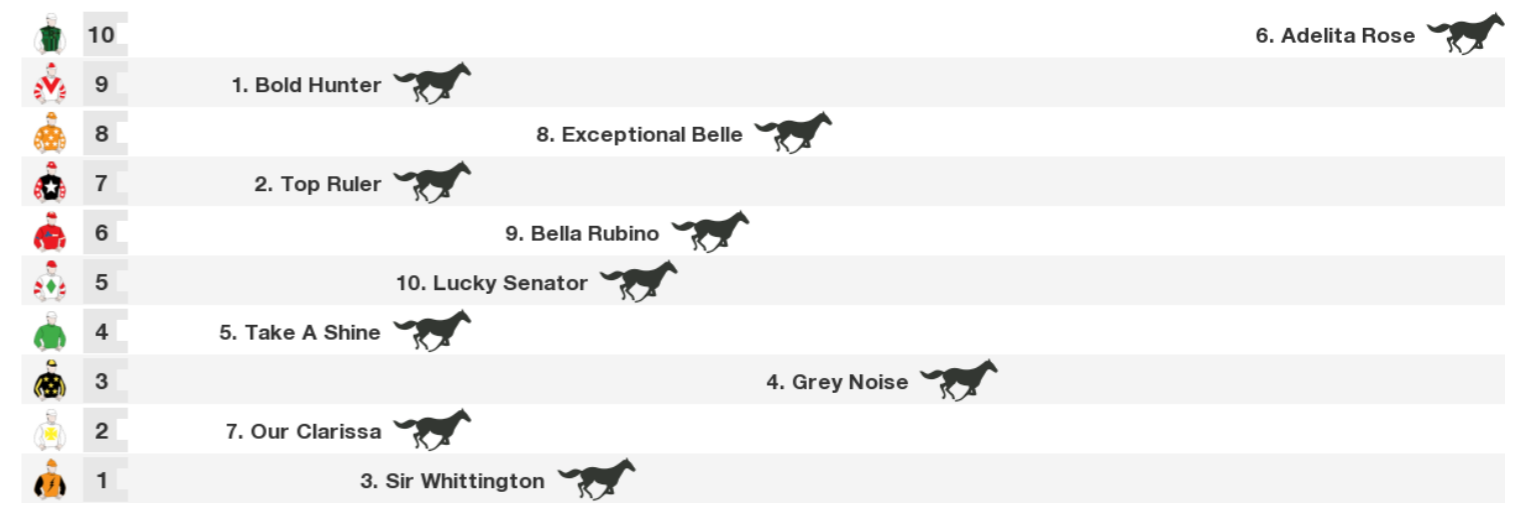 10 6. Adelita Rose
9 1. Bold Hunter
8 8. Exceptional Belle
7 2. Top Ruler
6 9. Bella Rubino
5 10. Lucky Senator
4 5. Take A Shine
3 4. Grey Noise
2 7. Our Clarissa
1 3. Sir Whittington